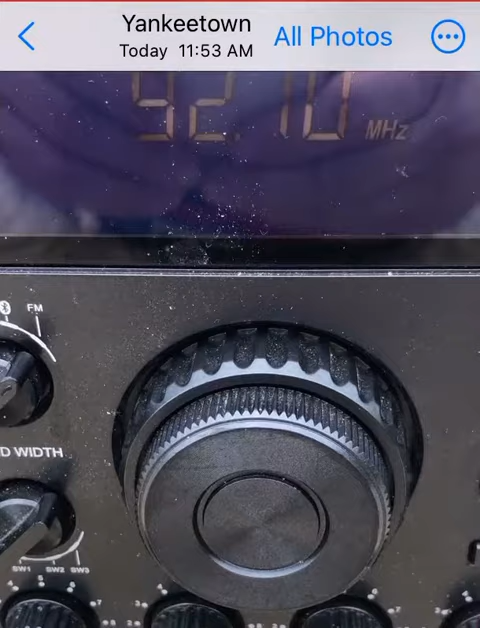 Yankeetown
Today 11:53 AM
All Photos
92.10 MHz
FM
D WIDTH
SW1 SW2 SW3